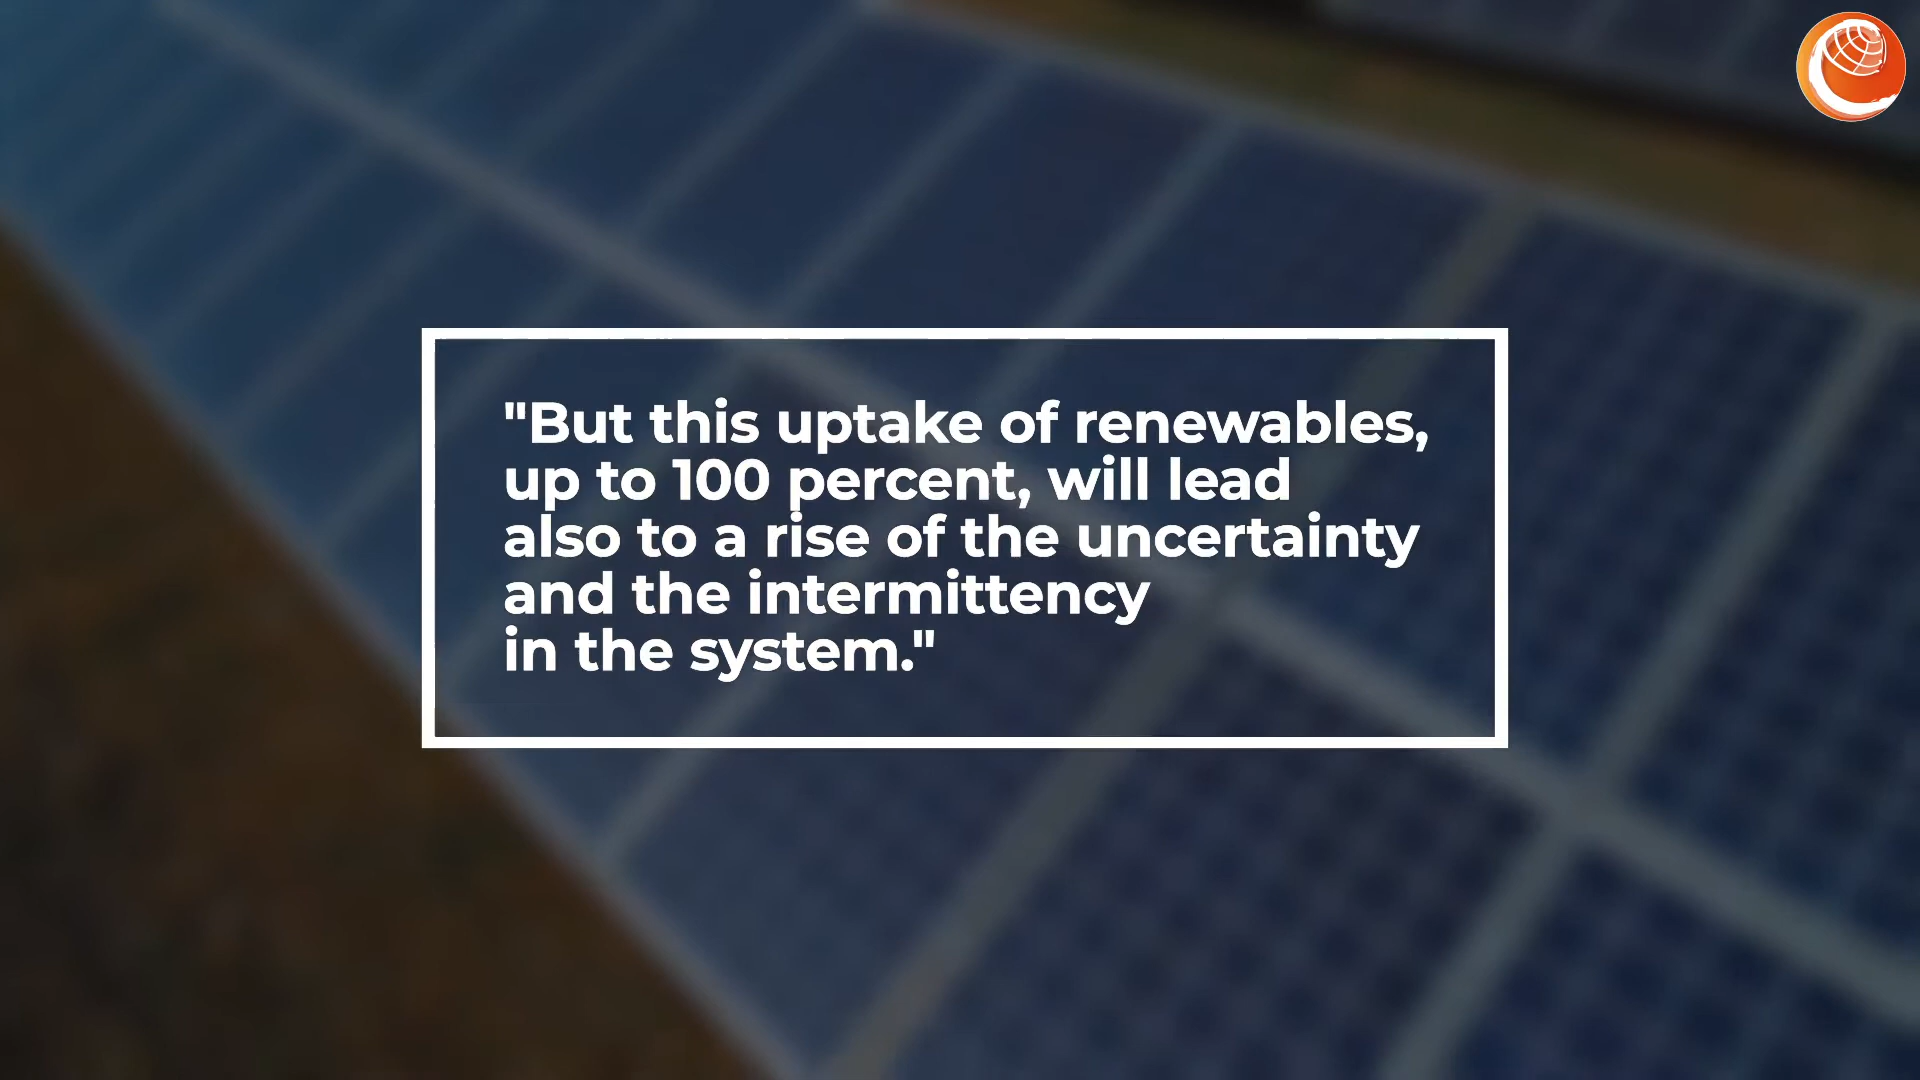 "But this uptake of renewables,
up to 100 percent, will lead
also to a rise of the uncertainty
and the intermittency
in the system."